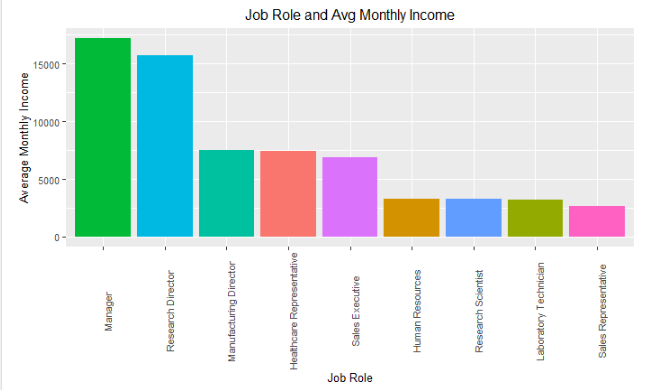 Job Role and Avg Monthly Income
Average Monthly Income
15000
10000
5000
0
Manager
Research Director
Manufacturing Director
Healthcare Representative
Sales Executive
Human Resources
Research Scientist
Laboratory Technician
Sales Representative
Job Role